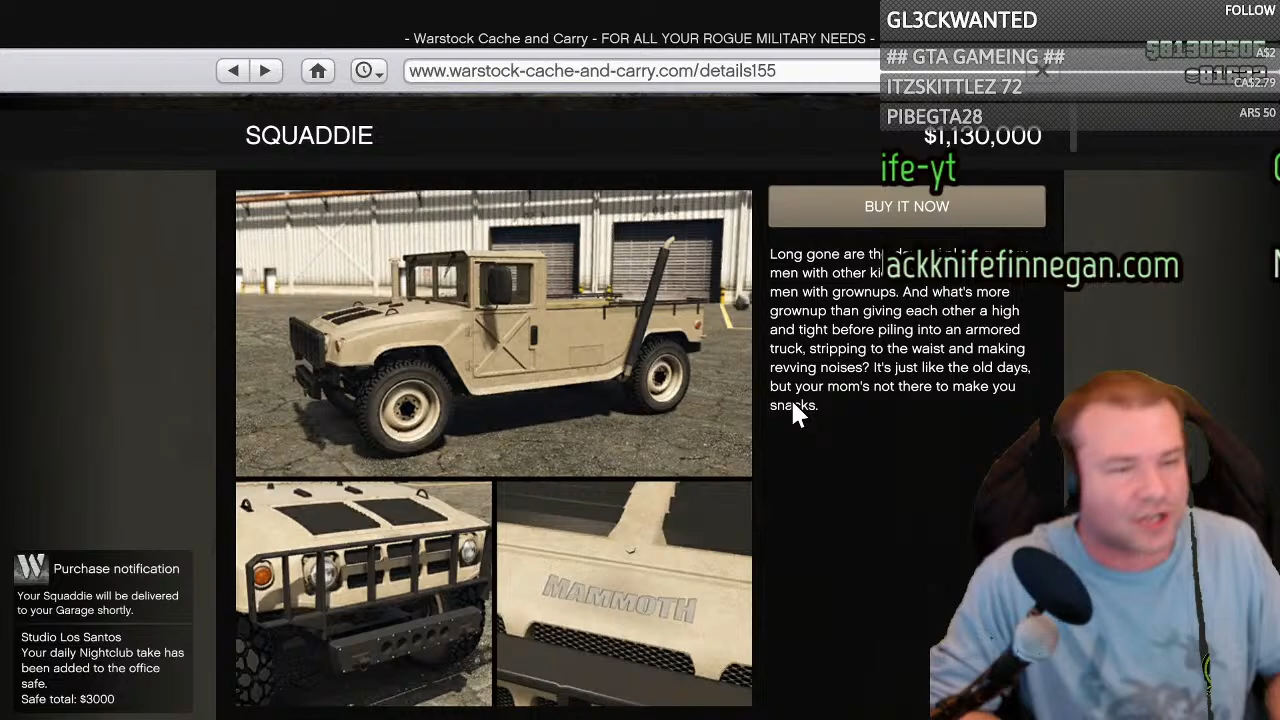 - Warstock Cache and Carry - FOR ALL YOUR ROGUE MILITARY NEEDS -
GL3CKWANTED
FOLLOW
## GTA GAMEING ##
A$2
ITZSKITTLEZ 72
CA$2.79
PIBEGTA28
ARS 50
www.warstock-cache-and-carry.com/details155
SQUADDIE
$1,130,000
ife-yt
BUY IT NOW
ackknifefinnegan.com
Long gone are
men with other
men with grownups. And what's more
grownup than giving each other a high
and tight before piling into an armored
truck, stripping to the waist and making
revving noises? It's just like the old days,
but your mom's not there to make you
snacks.
MAMMOTH
W
Purchase notification
Your Squaddie will be delivered
to your Garage shortly.
Studio Los Santos
Your daily Nightclub take has
been added to the office
safe.
Safe total: $3000